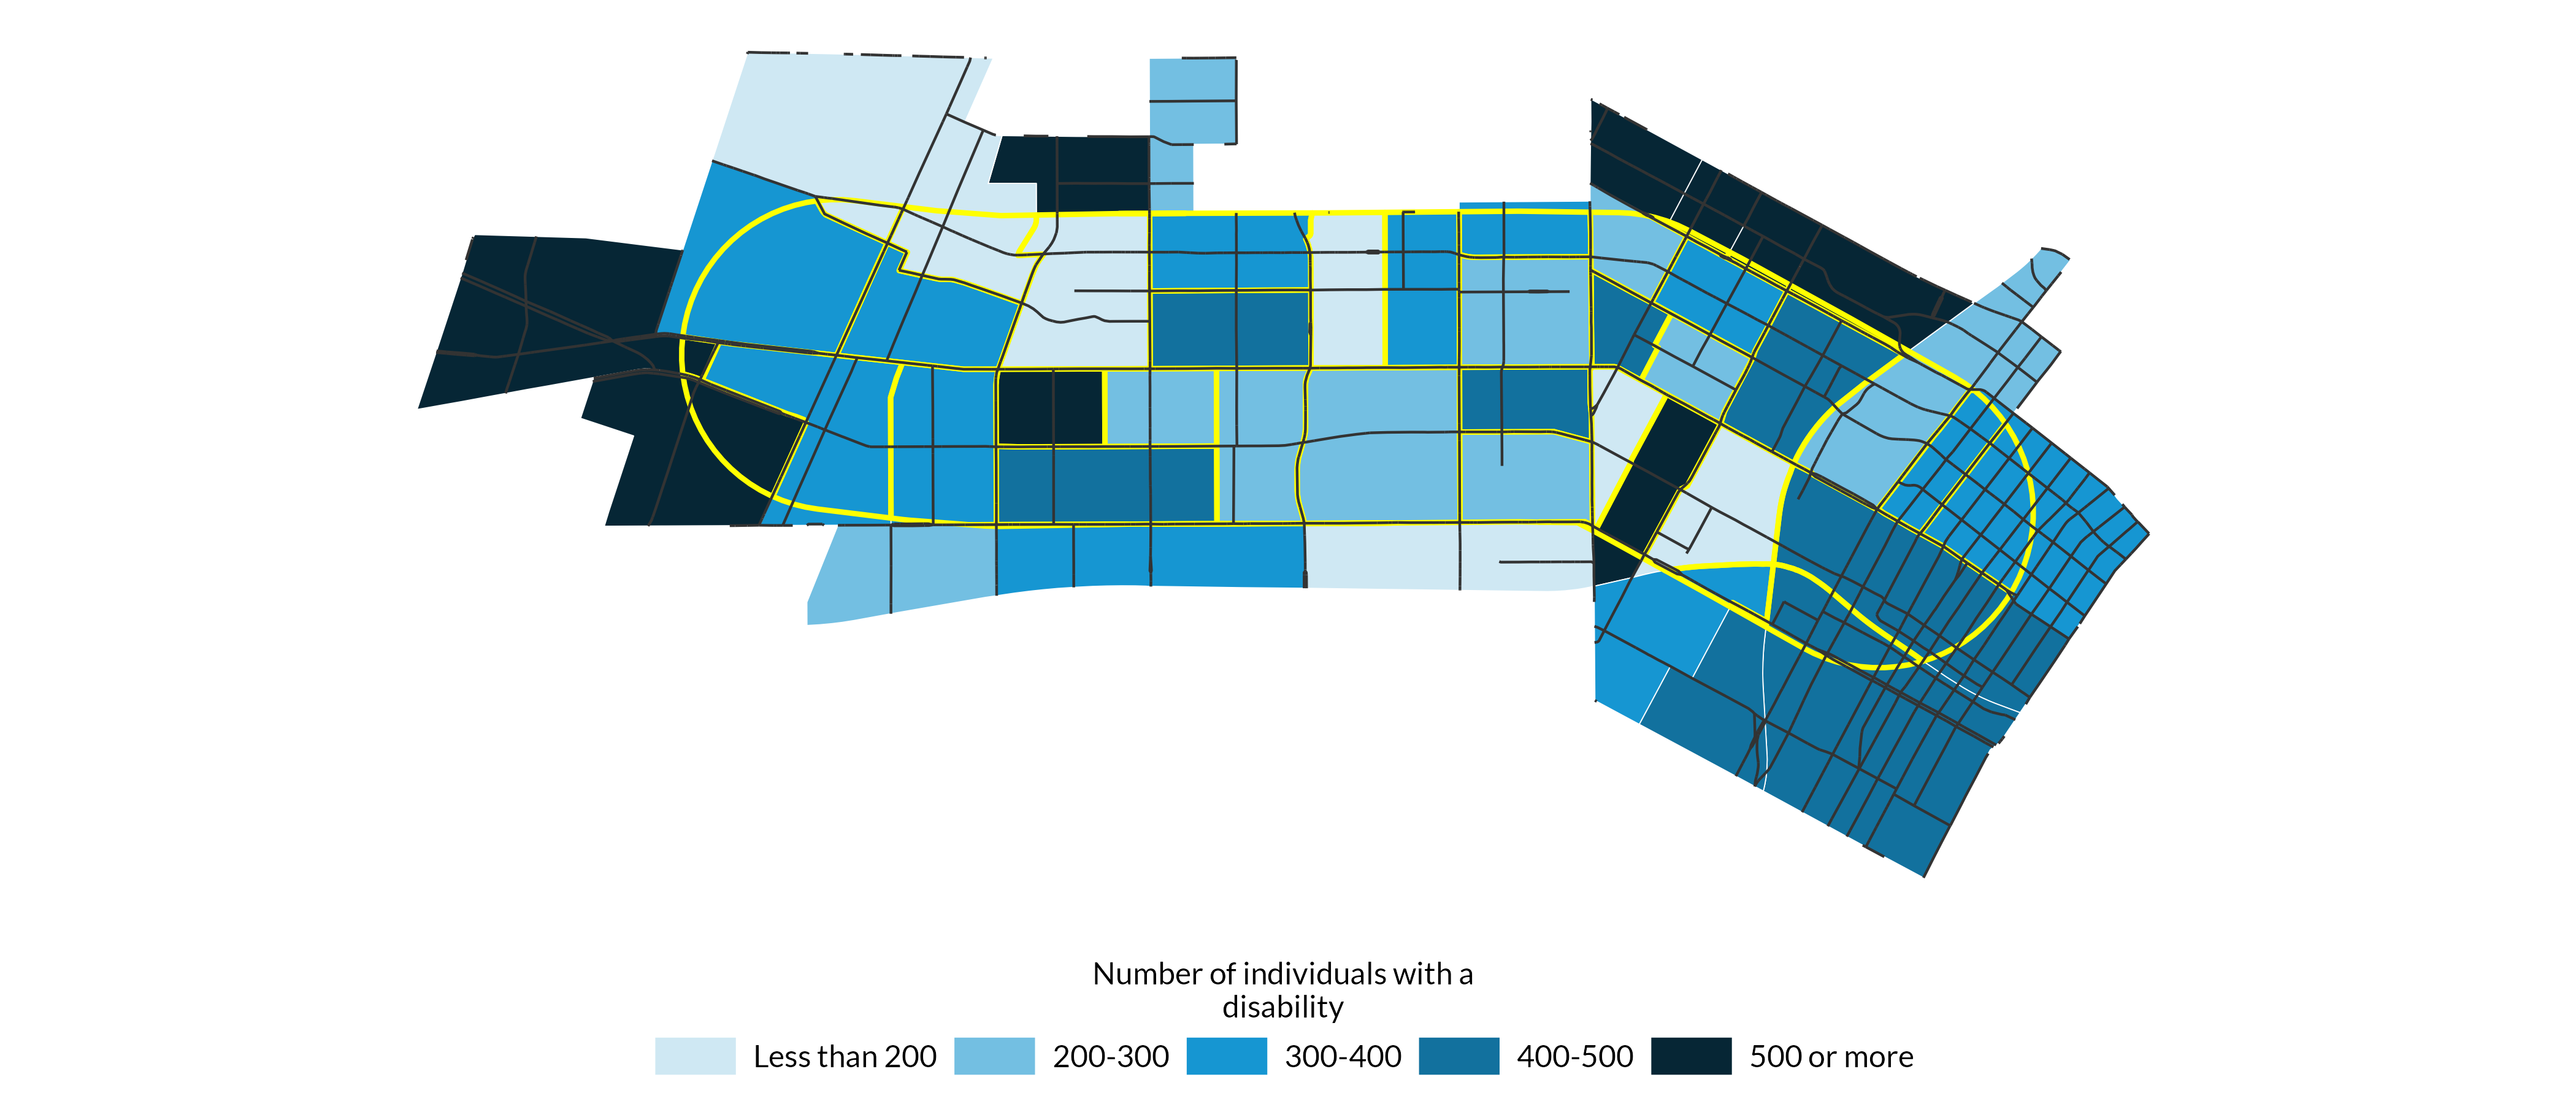 Number of individuals with a
disability
Less than 200 200-300 300-400 400-500 500 or more